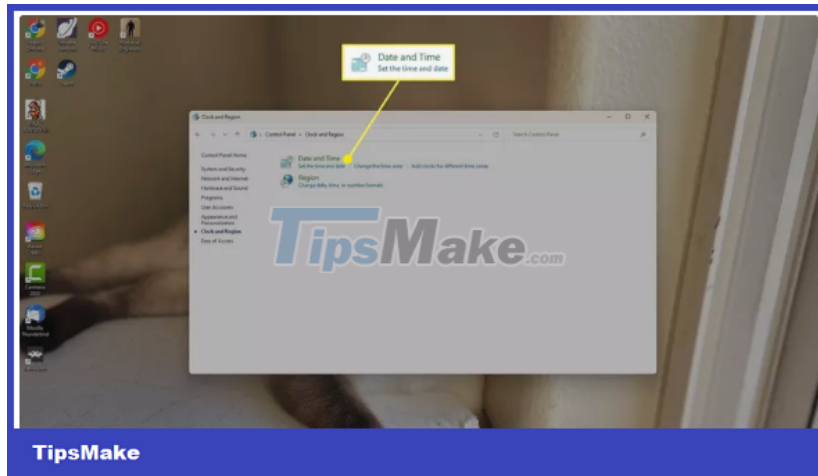 Date and Time
Set the time and date
Clock and Region
Control Panel > Clock and Region
Search Control Panel
Control Panel Home
System and Security
Network and Internet
Hardware and Sound
Programs
User Accounts
Appearance and
Personalization
Clock and Region
Ease of Access
Date and Time
Set the time and date Change the time zone Add clocks for different time zones
Region
Change date, time, or number formats
Mozilla
Thunderbird
TipsMake.com
TipsMake